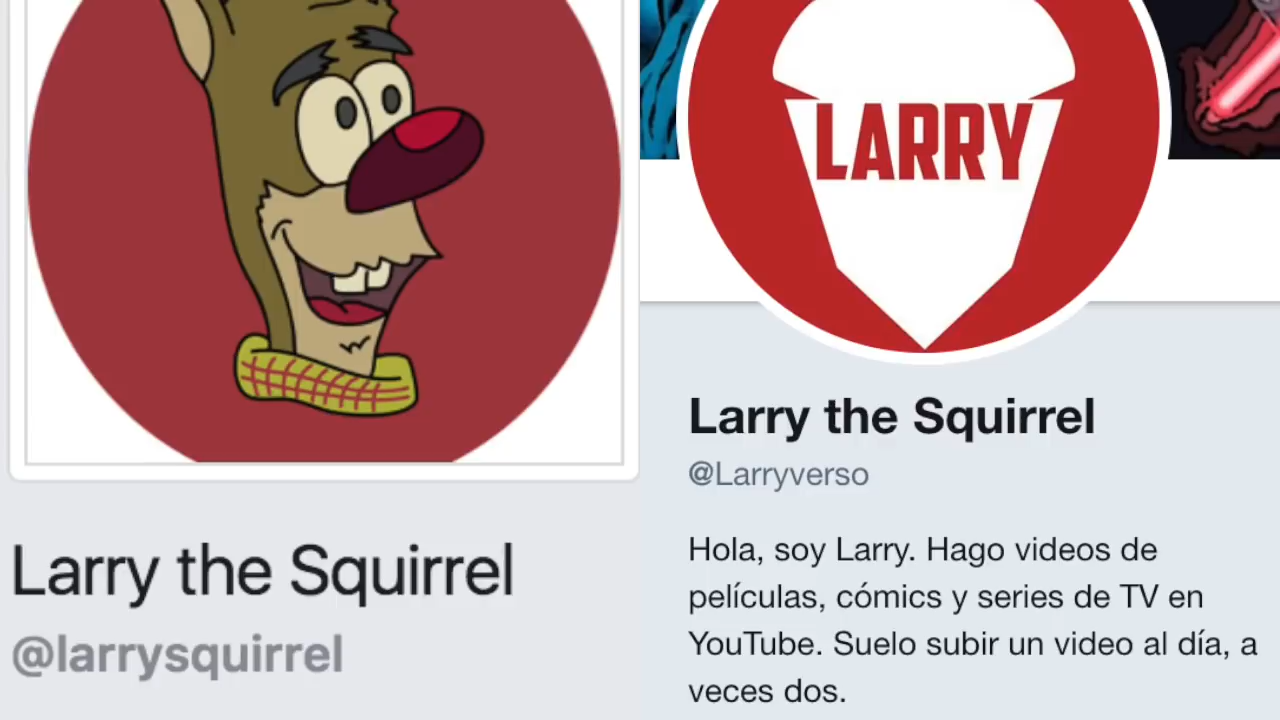 Larry the Squirrel
@larrysquirrel
LARRY
Larry the Squirrel
@Larryverso
Hola, soy Larry. Hago videos de
películas, cómics y series de TV en
YouTube. Suelo subir un video al día, a
veces dos.